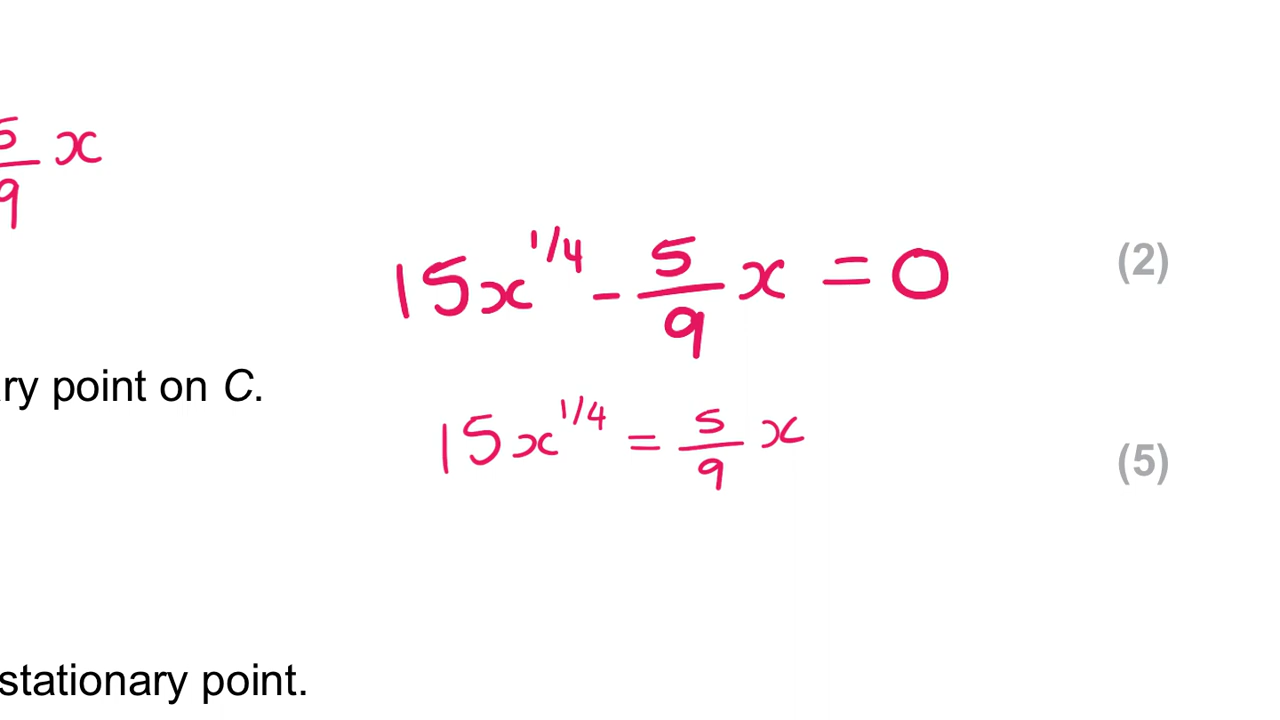 5/9 x
15x^1/4 - 5/9 x = 0
(2)
ry point on C.
15x^1/4 = 5/9 x
(5)
stationary point.